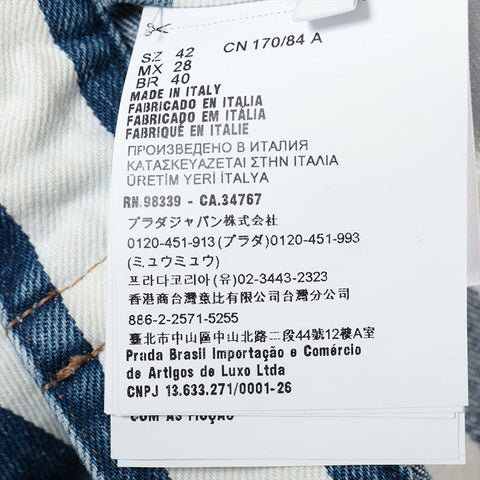 SZ 42 CN 170/84 A
MX 28
BR 40
MADE IN ITALY
FABRICADO EN ITALIA
FABRICADO EM ITÁLIA
FABRIQUÉ EN ITALIE
ПРОИЗВЕДЕНО В ИТАЛИЯ
ΚΑΤΑΣΚΕΥΑΖΕΤΑΙ ΣΤΗΝ ΙΤΑΛΙΑ
ÜRETİM YERİ İTALYA
RN.98339 - CA.34767
プラダジャパン株式会社
0120-451-913(プラダ)0120-451-993
(ミュウミュウ)
프라다코리아(유)02-3443-2323
香港商台灣意比有限公司台灣分公司
886-2-2571-5255
臺北市中山區中山北路二段44號12樓A室
Prada Brasil Importação e Comércio
de Artigos de Luxo Ltda
CNPJ 13.633.271/0001-26
COM AS